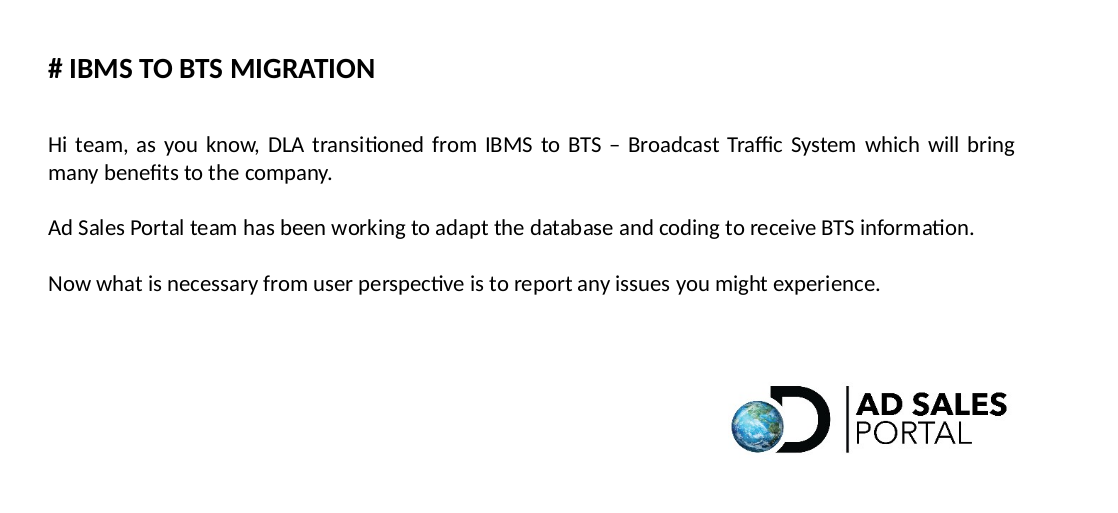 # IBMS TO BTS MIGRATION
Hi team, as you know, DLA transitioned from IBMS to BTS – Broadcast Traffic System which will bring
many benefits to the company.
Ad Sales Portal team has been working to adapt the database and coding to receive BTS information.
Now what is necessary from user perspective is to report any issues you might experience.
D
AD SALES
PORTAL